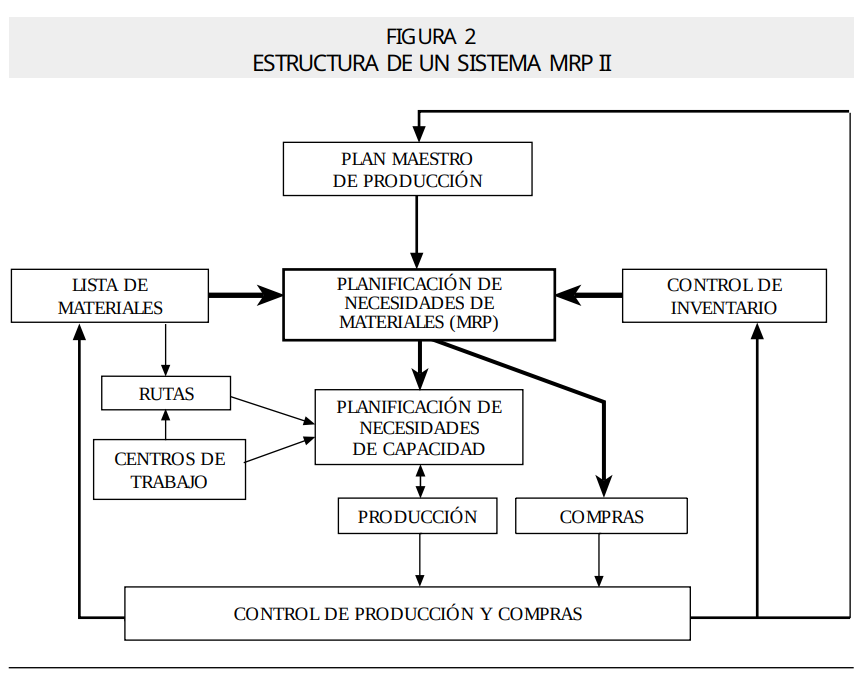 FIGURA 2
ESTRUCTURA DE UN SISTEMA MRP II
PLAN MAESTRO
DE PRODUCCIÓN
LISTA DE
MATERIALES
PLANIFICACIÓN DE
NECESIDADES DE
MATERIALES (MRP)
CONTROL DE
INVENTARIO
RUTAS
CENTROS DE
TRABAJO
PLANIFICACIÓN DE
NECESIDADES
DE CAPACIDAD
PRODUCCIÓN
COMPRAS
CONTROL DE PRODUCCIÓN Y COMPRAS